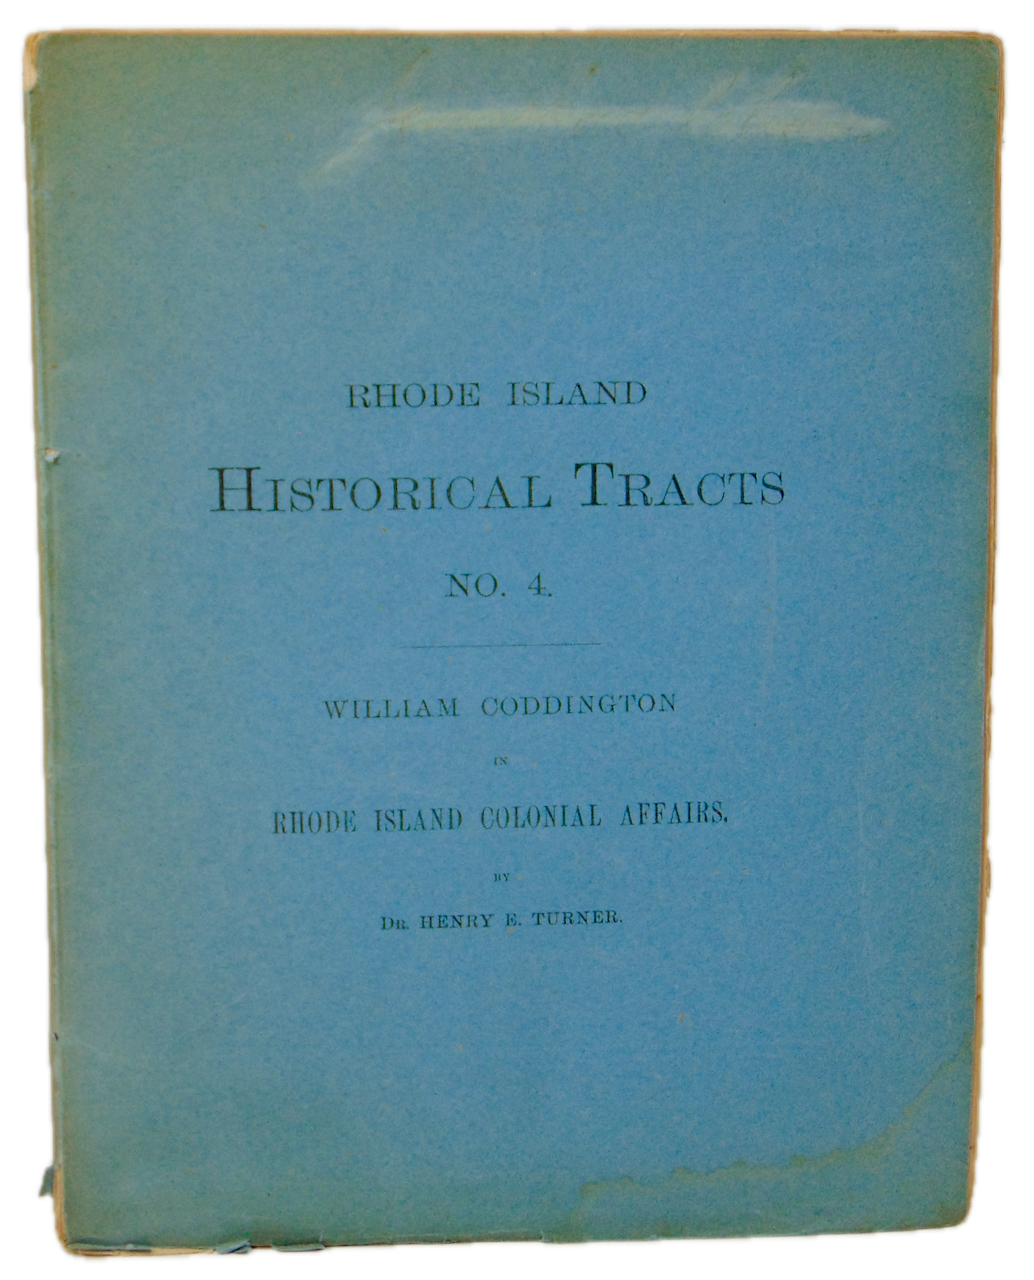 RHODE ISLAND
HISTORICAL TRACTS
NO. 4.
WILLIAM CODDINGTON
IN
RHODE ISLAND COLONIAL AFFAIRS.
BY
DR. HENRY E. TURNER.